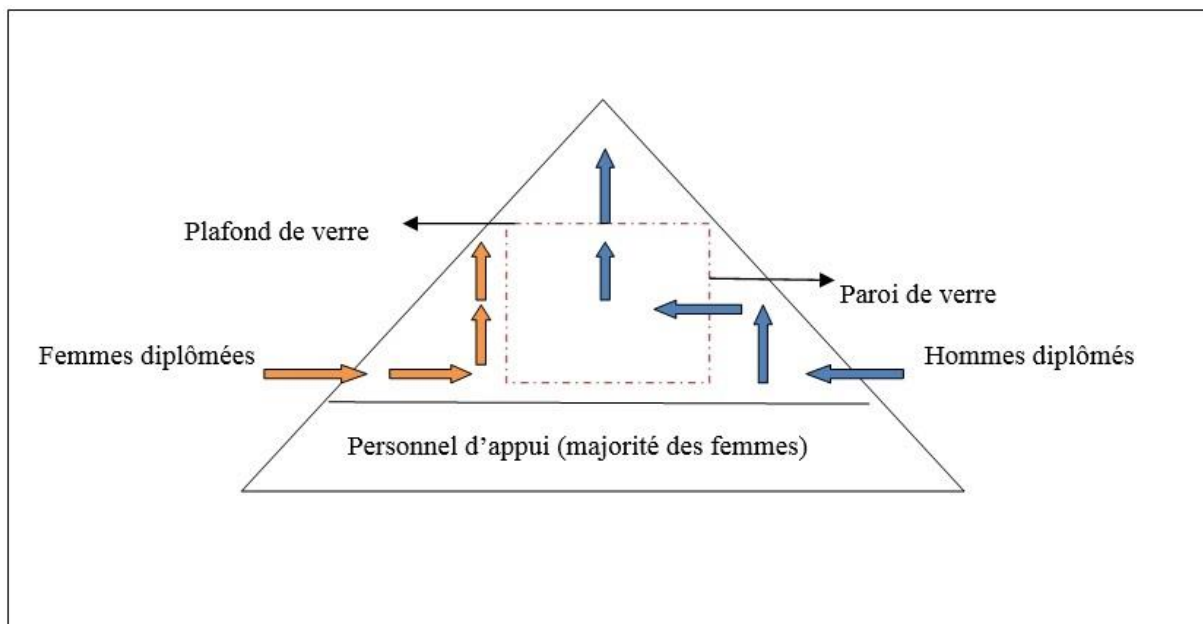 Plafond de verre
Paroi de verre
Femmes diplômées
Hommes diplômés
Personnel d’appui (majorité des femmes)